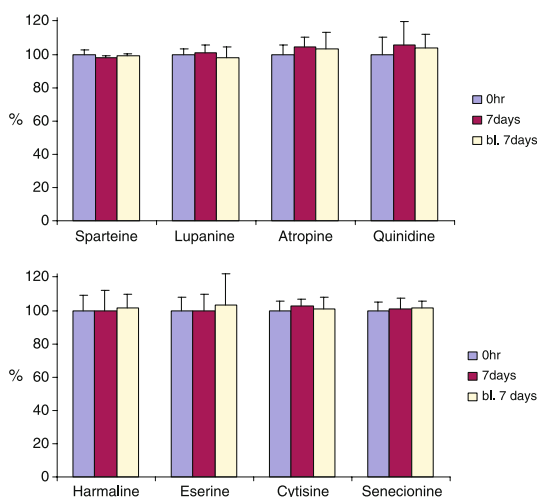 120
100
80
60
40
20
0
%
Sparteine Lupanine Atropine Quinidine
0hr
7days
bl. 7days
120
100
80
60
40
20
0
%
Harmaline Eserine Cytisine Senecionine
0hr
7days
bl. 7 days